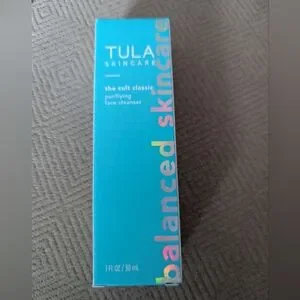 TULA
SKINCARE
the cult classic
purifying
face cleanser
1 FL OZ / 30 mL
balanced skincare